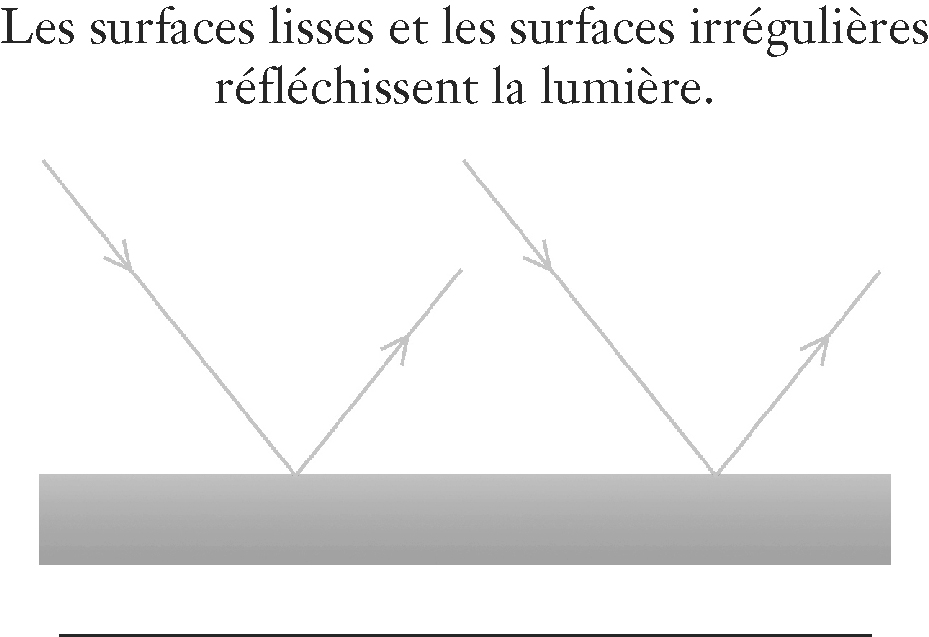 Les surfaces lisses et les surfaces irrégulières
réfléchissent la lumière.